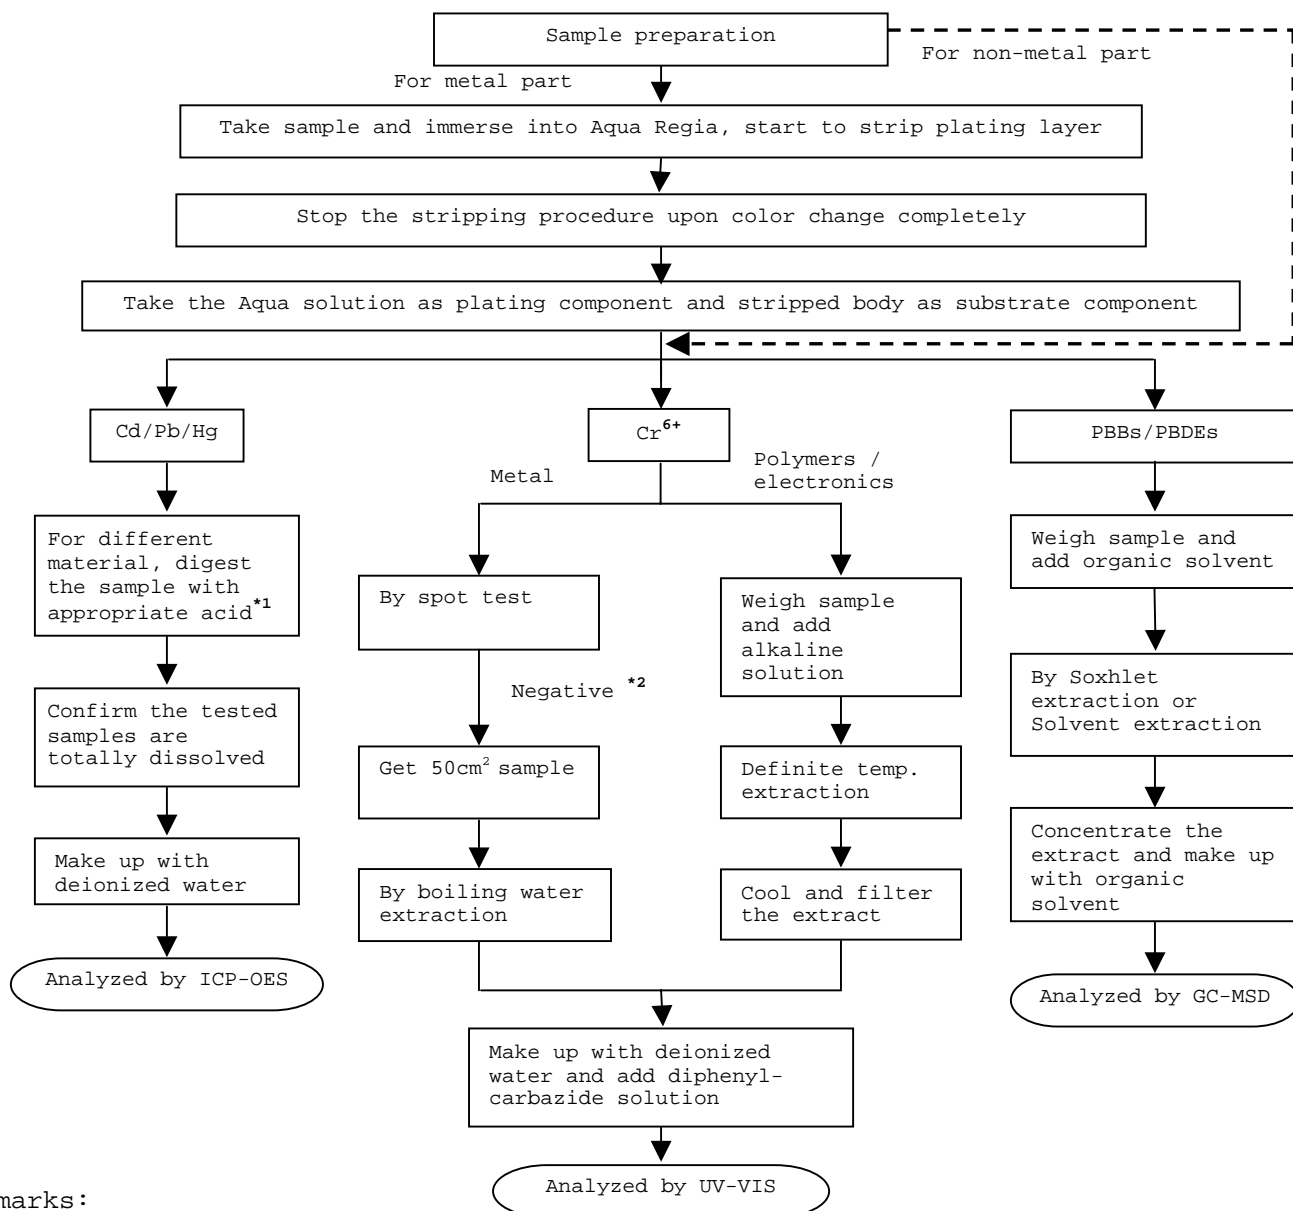 Sample preparation
For non-metal part
For metal part
Take sample and immerse into Aqua Regia, start to strip plating layer
Stop the stripping procedure upon color change completely
Take the Aqua solution as plating component and stripped body as substrate component
Cd/Pb/Hg
For different
material, digest
the sample with
appropriate acid*1
Confirm the tested
samples are
totally dissolved
Make up with
deionized water
Analyzed by ICP-OES
Cr6+
Metal
By spot test
Negative *2
Get 50cm2 sample
By boiling water
extraction
Polymers /
electronics
Weigh sample
and add
alkaline
solution
Definite temp.
extraction
Cool and filter
the extract
Make up with deionized
water and add diphenyl-
carbazide solution
Analyzed by UV-VIS
PBBs/PBDEs
Weigh sample and
add organic solvent
By Soxhlet
extraction or
Solvent extraction
Concentrate the
extract and make up
with organic
solvent
Analyzed by GC-MSD
marks: